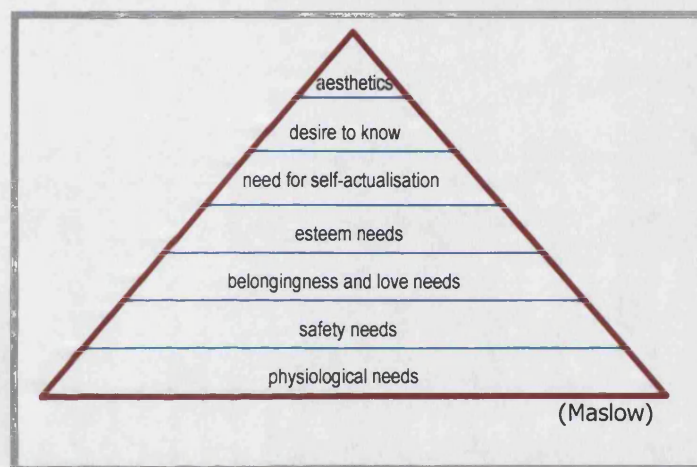 aesthetics
desire to know
need for self-actualisation
esteem needs
belongingness and love needs
safety needs
physiological needs
(Maslow)